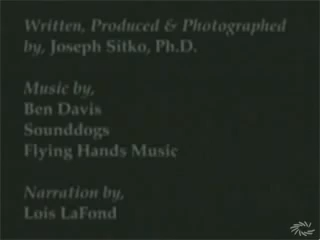 Written, Produced & Photographed
by, Joseph Sitko, Ph.D.
Music by,
Ben Davis
Sounddogs
Flying Hands Music
Narration by,
Lois LaFond